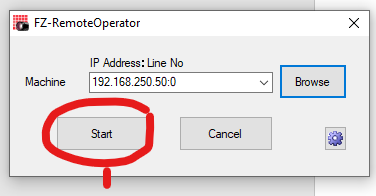 FZ-RemoteOperator
IP Address: Line No
Machine 192.168.250.50:0 Browse
Start Cancel